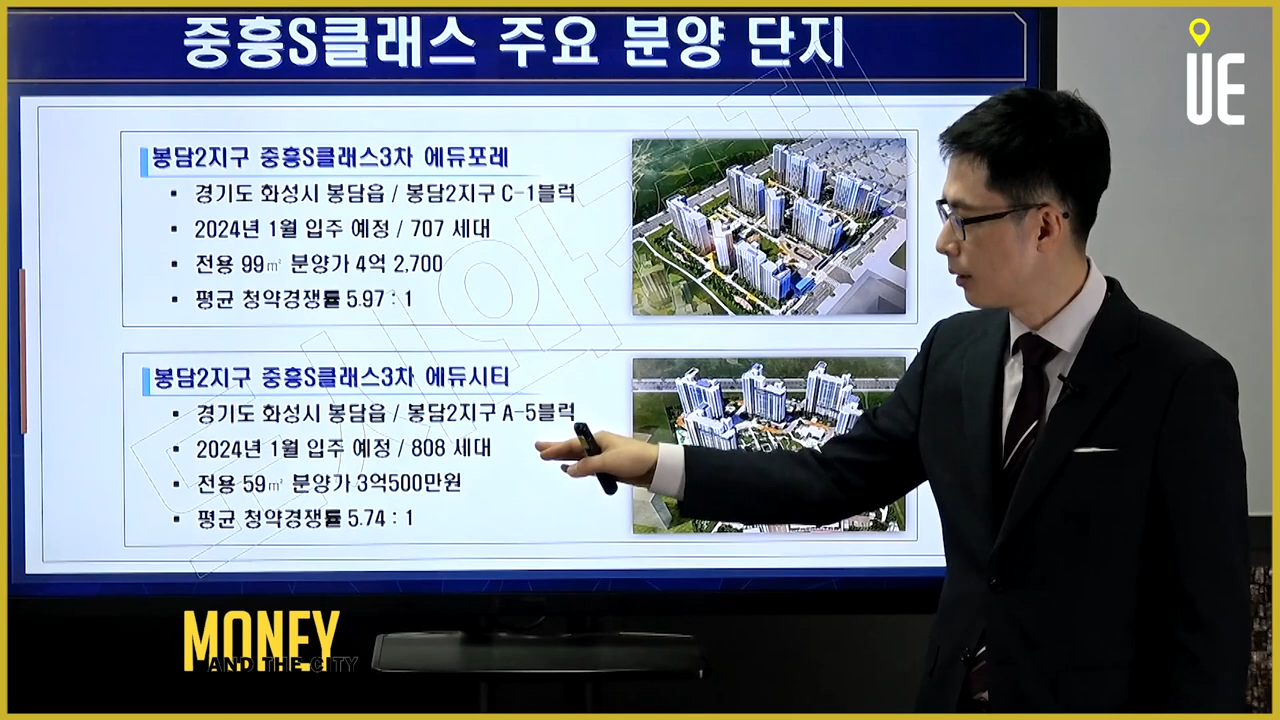 중흥S클래스 주요 분양 단지
UE
봉담2지구 중흥S클래스3차 에듀포레
▪ 경기도 화성시 봉담읍 / 봉담2지구 C-1블럭
▪ 2024년 1월 입주 예정 / 707 세대
▪ 전용 99㎡ 분양가 4억 2,700
▪ 평균 청약경쟁률 5.97 : 1
봉담2지구 중흥S클래스3차 에듀시티
▪ 경기도 화성시 봉담읍 / 봉담2지구 A-5블럭
▪ 2024년 1월 입주 예정 / 808 세대
▪ 전용 59㎡ 분양가 3억500만원
▪ 평균 청약경쟁률 5.74 : 1
MONEY
AND THE CITY